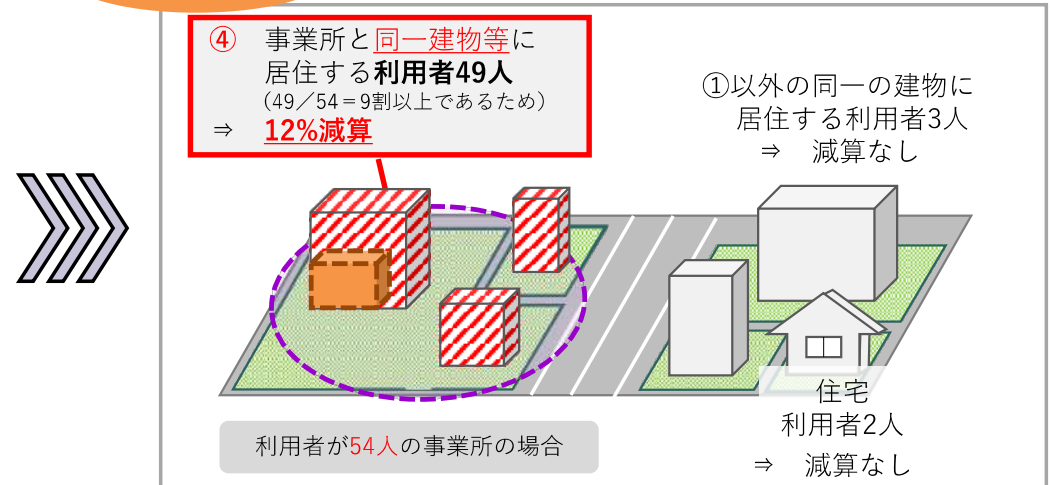 ④ 事業所と同一建物等に
居住する利用者49人
（49／54＝9割以上であるため）
⇒ 12%減算
①以外の同一の建物に
居住する利用者3人
⇒ 減算なし
住宅
利用者2人
⇒ 減算なし
利用者が54人の事業所の場合